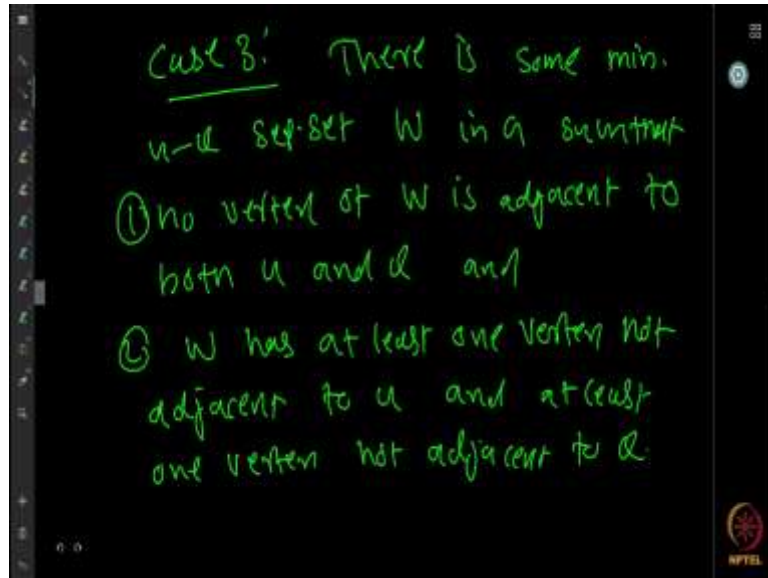 Case 3: There is some min.
u-v sep.set W in G such that
① no vertex of W is adjacent to
both u and v and
② W has at least one vertex not
adjacent to u and at least
one vertex not adjacent to v.
NPTEL